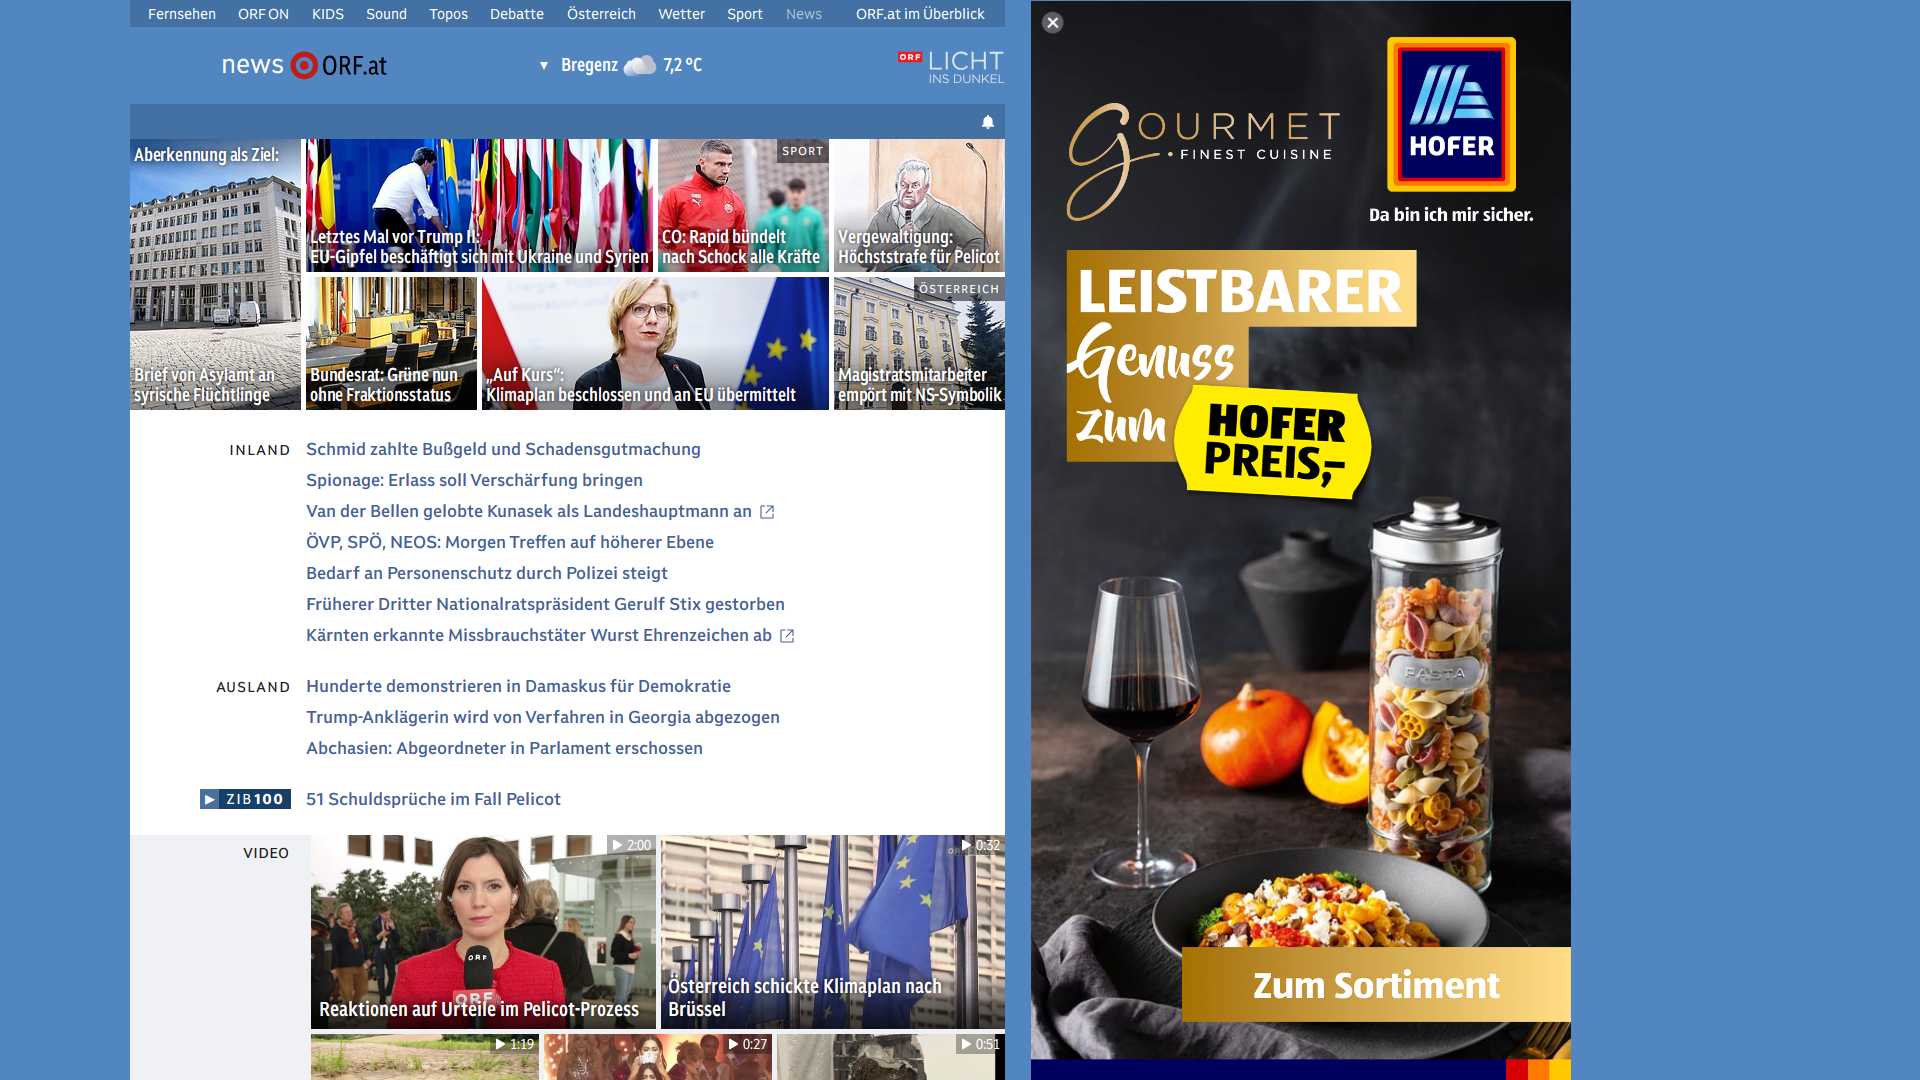 Fernsehen ORF ON KIDS Sound Topos Debatte Österreich Wetter Sport News ORF.at im Überblick
news ORF.at
Bregenz 7,2 °C
ORF LICHT
INS DUNKEL
Aberkennung als Ziel:
Brief von Asylamt an
syrische Flüchtlinge
Letztes Mal vor Trump II:
EU-Gipfel beschäftigt sich mit Ukraine und Syrien
SPORT
CO: Rapid bündelt
nach Schock alle Kräfte
Vergewaltigung:
Höchststrafe für Pelicot
Bundesrat: Grüne nun
ohne Fraktionsstatus
„Auf Kurs“:
Klimaplan beschlossen und an EU übermittelt
ÖSTERREICH
Magistratsmitarbeiter
empört mit NS-Symbolik
INLAND
Schmid zahlte Bußgeld und Schadensgutmachung
Spionage: Erlass soll Verschärfung bringen
Van der Bellen gelobte Kunasek als Landeshauptmann an
ÖVP, SPÖ, NEOS: Morgen Treffen auf höherer Ebene
Bedarf an Personenschutz durch Polizei steigt
Früherer Dritter Nationalratspräsident Gerulf Stix gestorben
Kärnten erkannte Missbrauchstäter Wurst Ehrenzeichen ab
AUSLAND
Hunderte demonstrieren in Damaskus für Demokratie
Trump-Anklägerin wird von Verfahren in Georgia abgezogen
Abchasien: Abgeordneter in Parlament erschossen
ZIB100
51 Schuldsprüche im Fall Pelicot
VIDEO
2:00
ORF
ORF
Reaktionen auf Urteile im Pelicot-Prozess
0:32
Österreich schickte Klimaplan nach
Brüssel
1:19
0:27
0:51
GOURMET
FINEST CUISINE
HOFER
Da bin ich mir sicher.
LEISTBARER
Genuss
zum
HOFER
PREIS,-
PASTA
Zum Sortiment